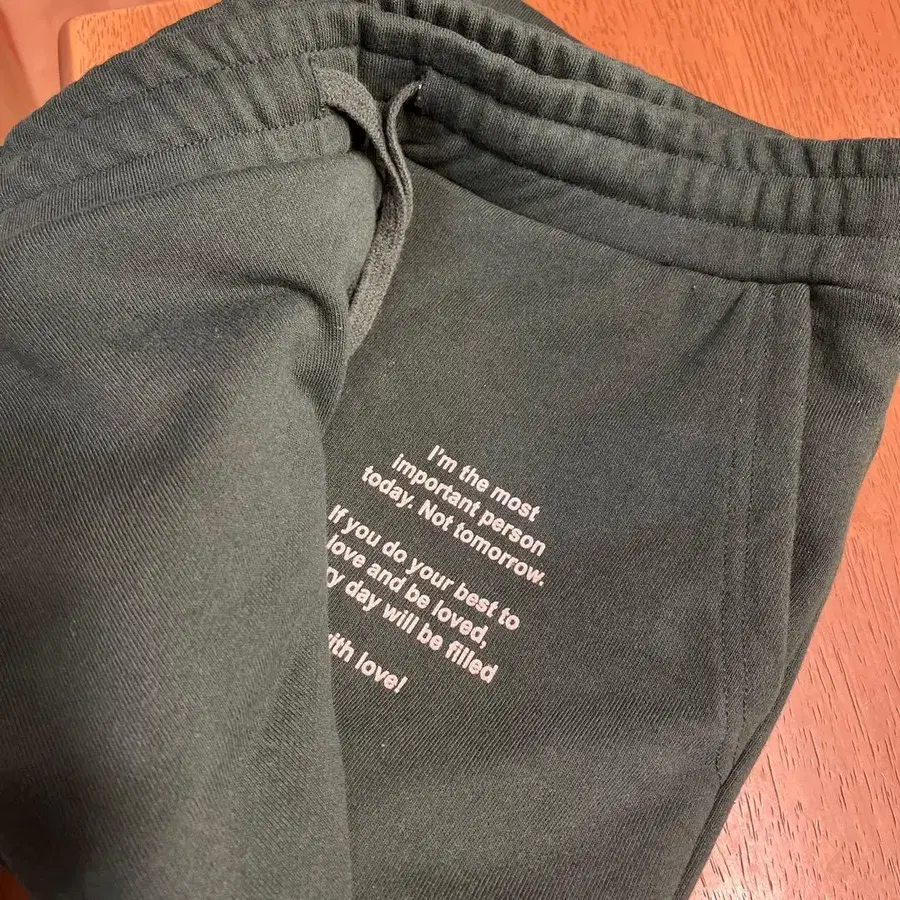 I'm the most
important person
today. Not tomorrow.
If you do your best to
love and be loved,
day will be filled
love!